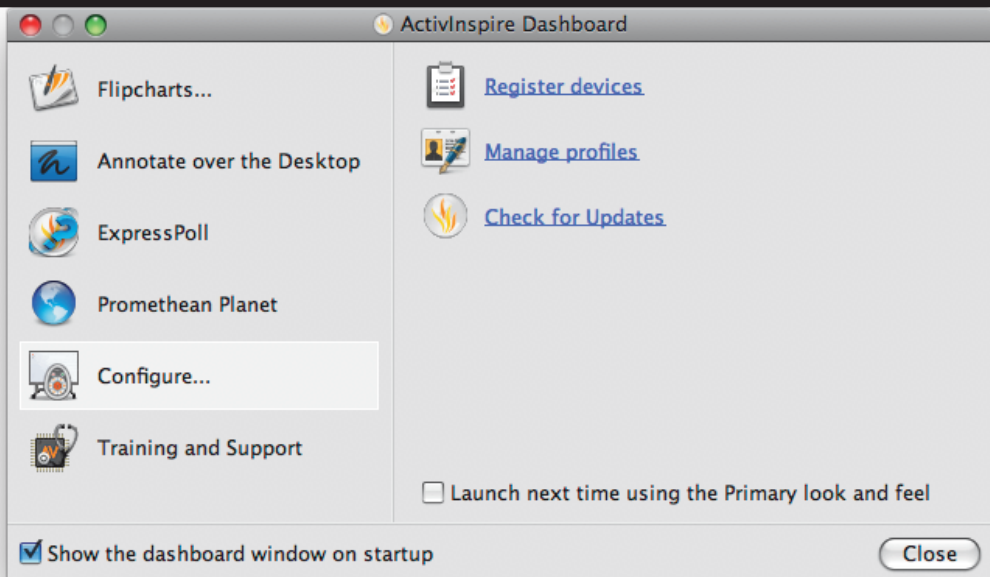 ActivInspire Dashboard
Flipcharts...
Annotate over the Desktop
ExpressPoll
Promethean Planet
Configure...
Training and Support
Register devices
Manage profiles
Check for Updates
Launch next time using the Primary look and feel
Show the dashboard window on startup
Close